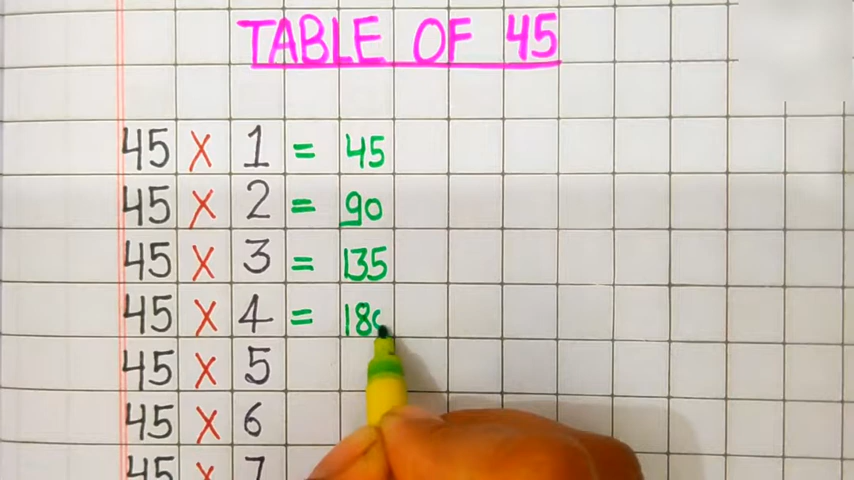 TABLE OF 45
45 X 1 = 45
45 X 2 = 90
45 X 3 = 135
45 X 4 = 180
45 X 5
45 X 6
45 X 7